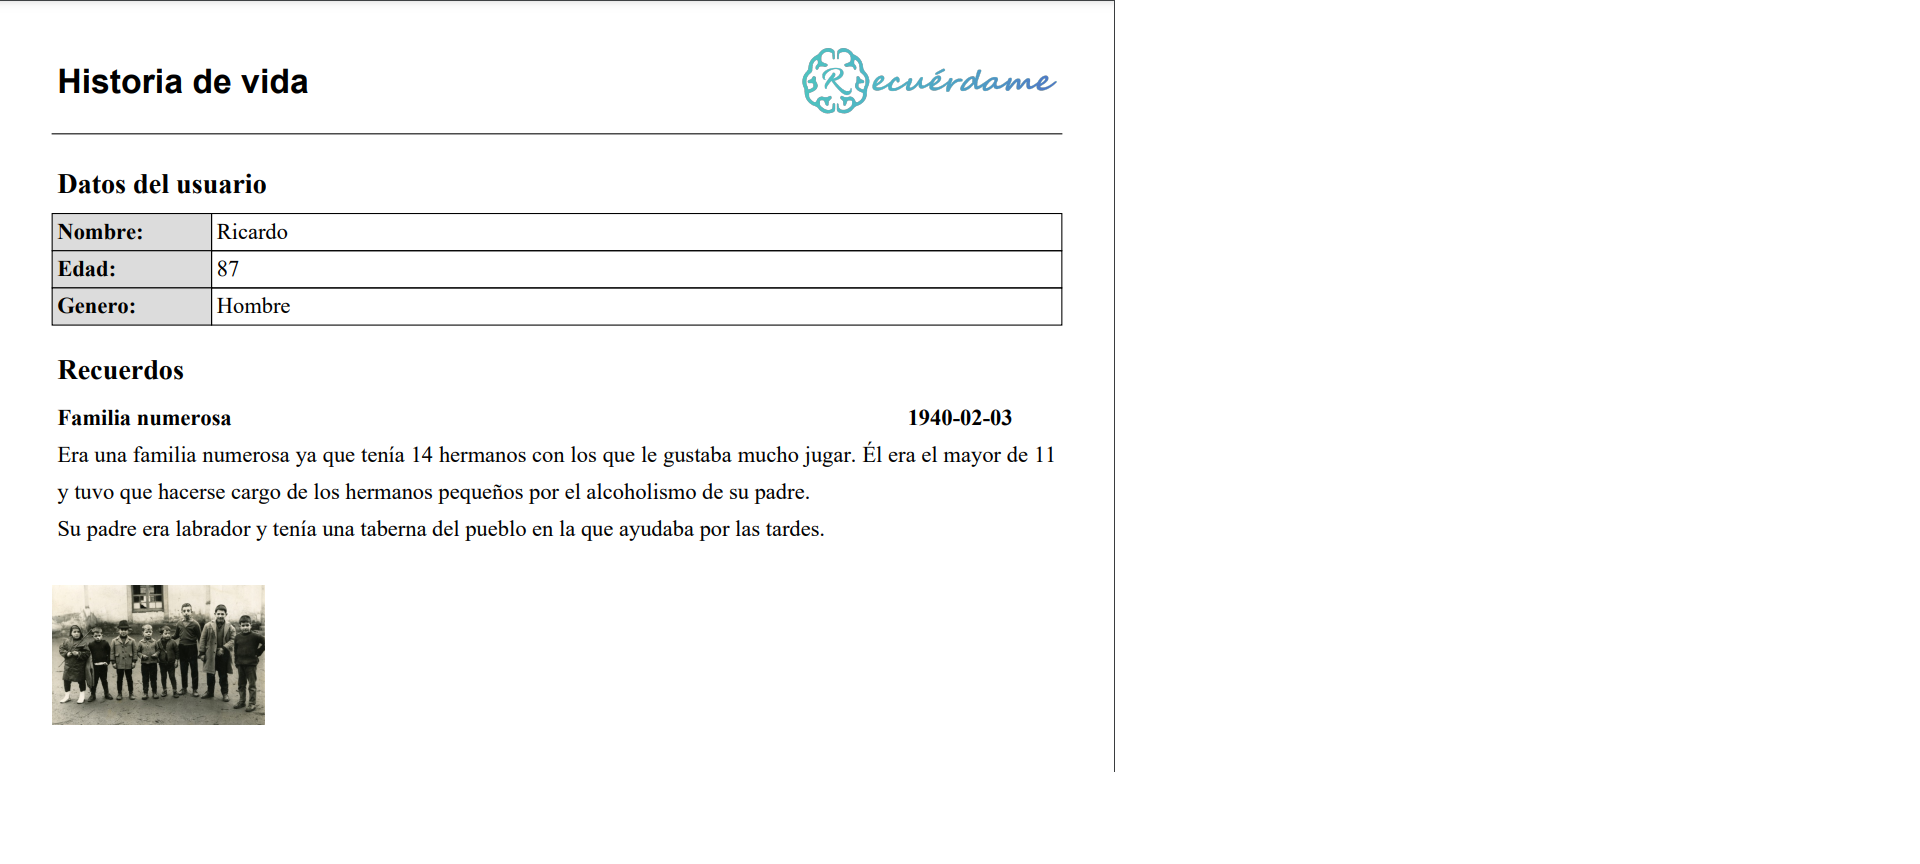 Historia de vida
Recuérdame
Datos del usuario
Nombre: Ricardo
Edad: 87
Genero: Hombre
Recuerdos
Familia numerosa 1940-02-03
Era una familia numerosa ya que tenía 14 hermanos con los que le gustaba mucho jugar. Él era el mayor de 11
y tuvo que hacerse cargo de los hermanos pequeños por el alcoholismo de su padre.
Su padre era labrador y tenía una taberna del pueblo en la que ayudaba por las tardes.